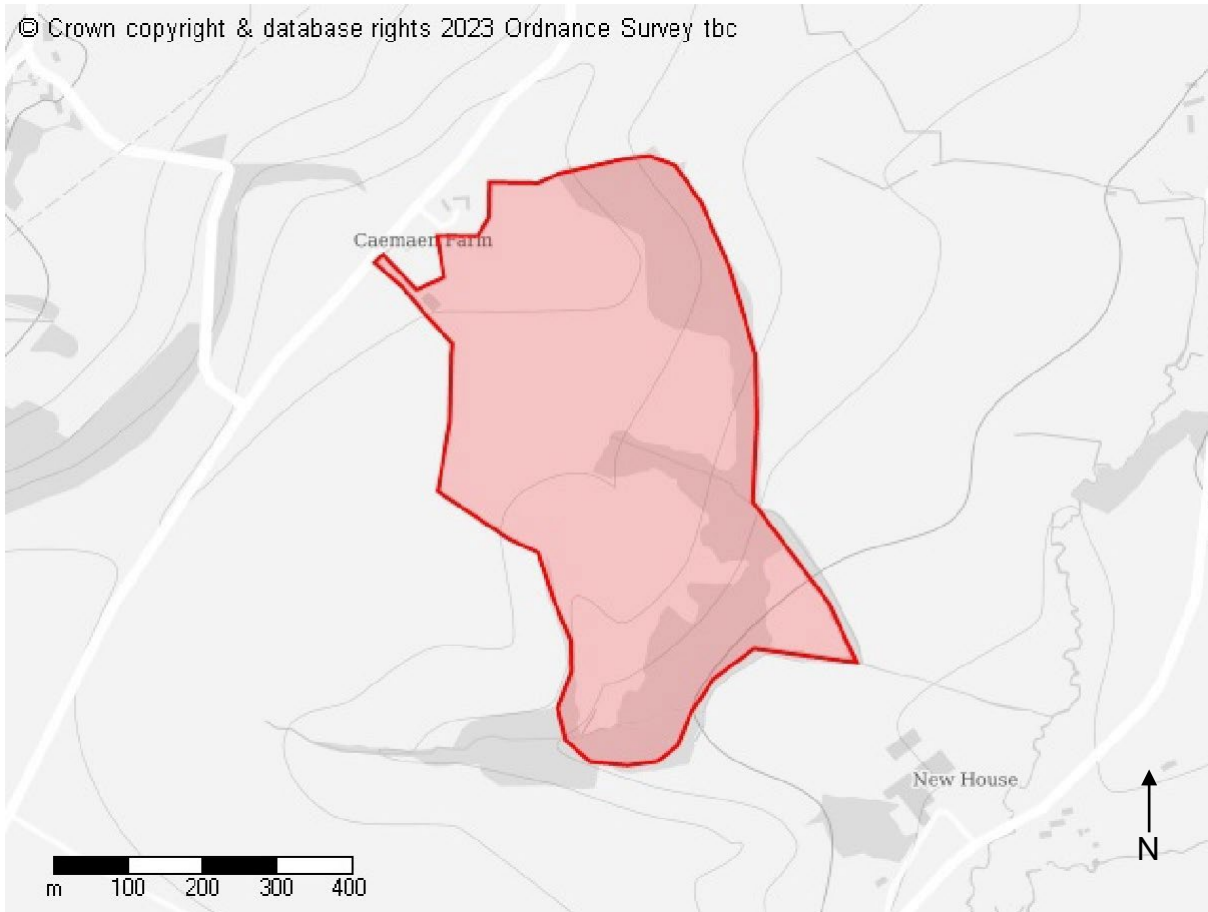 © Crown copyright & database rights 2023 Ordnance Survey tbc
Caemaen Farm
New House
m 100 200 300 400
N